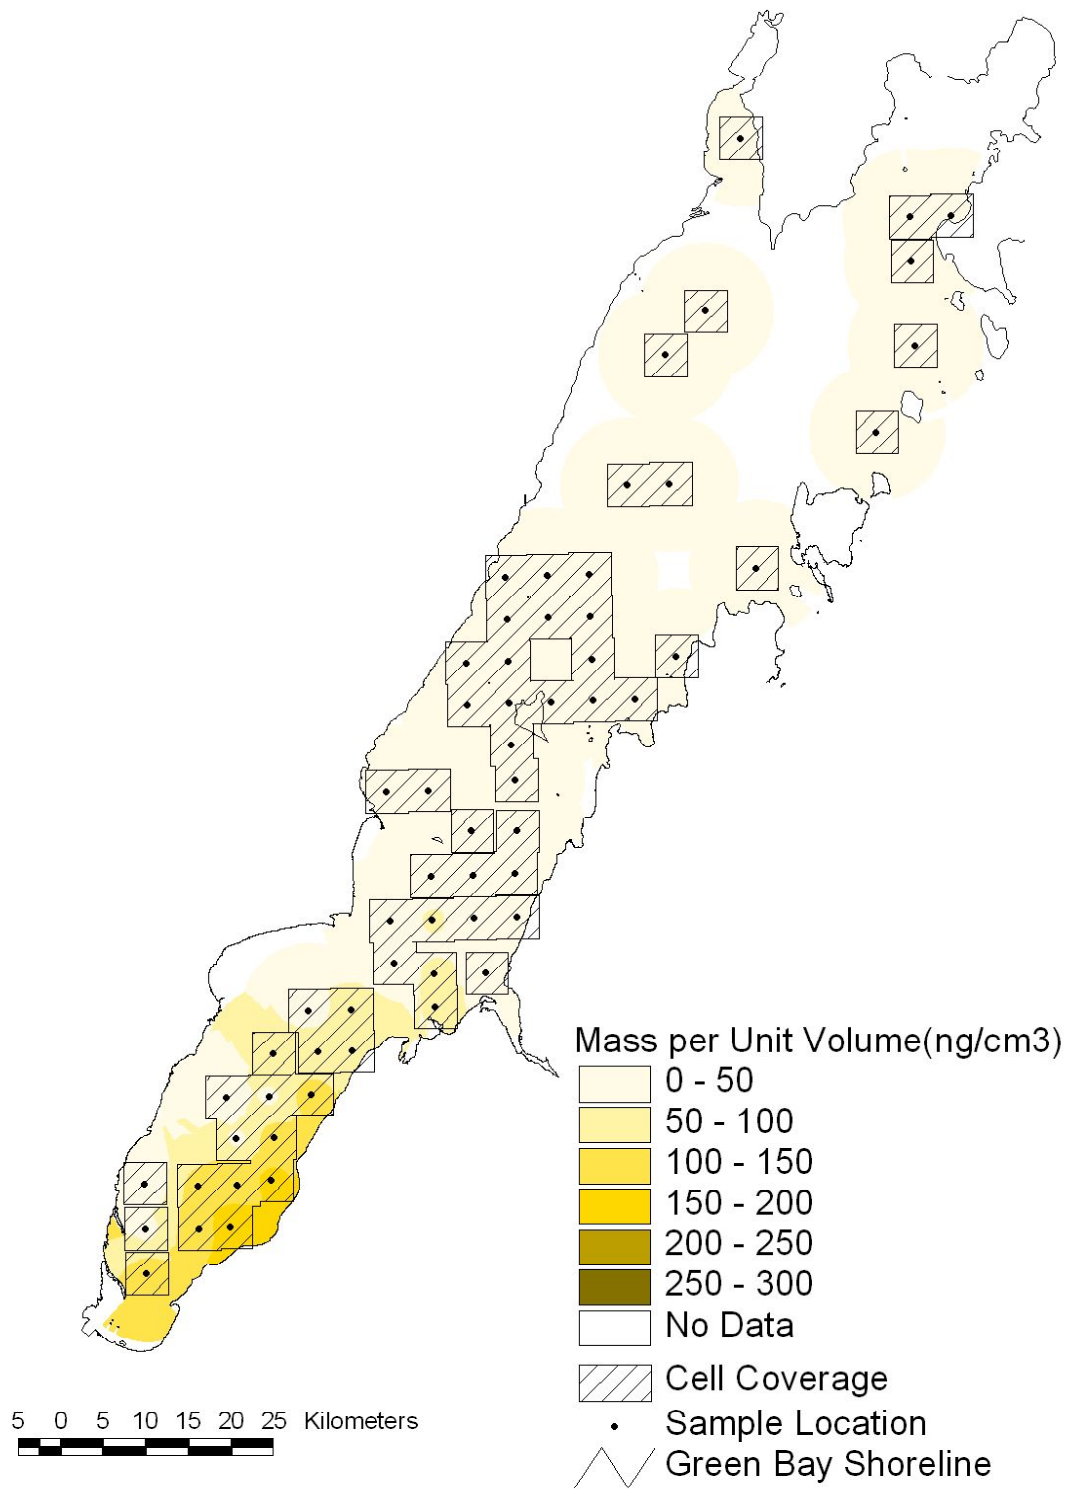 Mass per Unit Volume(ng/cm3)
0 - 50
50 - 100
100 - 150
150 - 200
200 - 250
250 - 300
No Data
Cell Coverage
Sample Location
Green Bay Shoreline
5 0 5 10 15 20 25 Kilometers